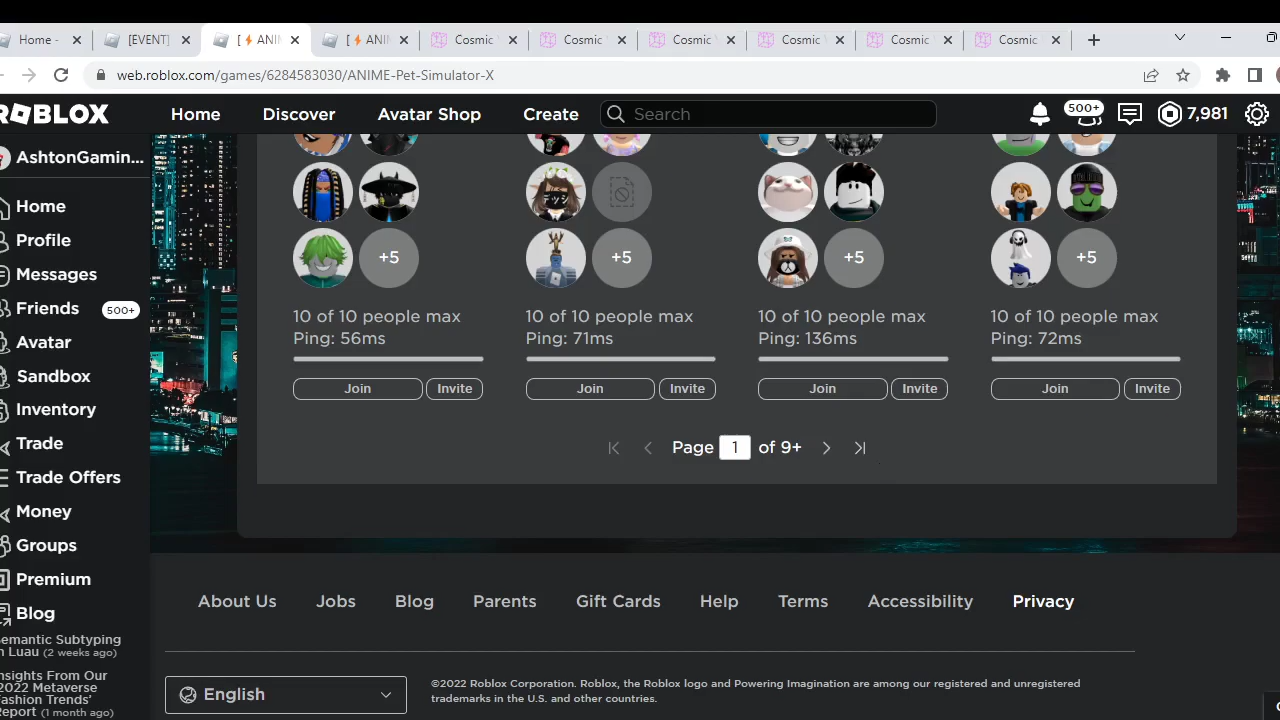 Home -
[EVENT]
[⚡ANI
[⚡ANI
Cosmic
Cosmic
Cosmic
Cosmic
Cosmic
Cosmic
web.roblox.com/games/6284583030/ANIME-Pet-Simulator-X
ROBLOX
Home
Discover
Avatar Shop
Create
Search
500+
7,981
AshtonGamin...
Home
Profile
Messages
Friends
500+
Avatar
Sandbox
Inventory
Trade
Trade Offers
Money
Groups
Premium
Blog
Semantic Subtyping
in Luau (2 weeks ago)
Insights From Our
2022 Metaverse
Fashion Trends'
Report (1 month ago)
+5
+5
+5
+5
10 of 10 people max
Ping: 56ms
Join
Invite
10 of 10 people max
Ping: 71ms
Join
Invite
10 of 10 people max
Ping: 136ms
Join
Invite
10 of 10 people max
Ping: 72ms
Join
Invite
Page 1 of 9+
About Us
Jobs
Blog
Parents
Gift Cards
Help
Terms
Accessibility
Privacy
English
©2022 Roblox Corporation. Roblox, the Roblox logo and Powering Imagination are among our registered and unregistered
trademarks in the U.S. and other countries.